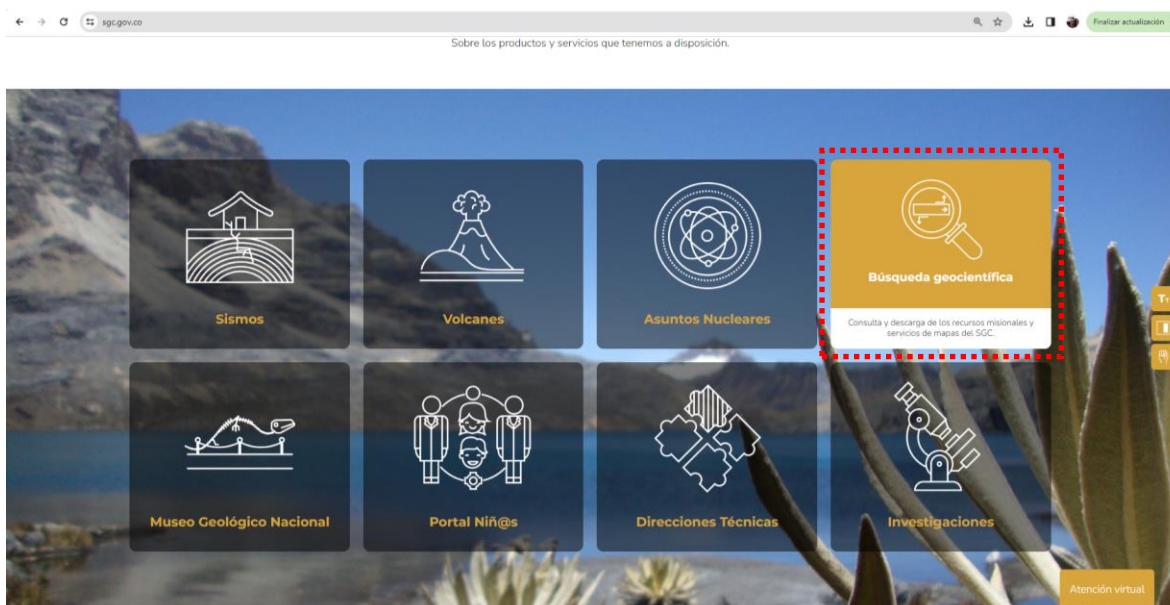 sgc.gov.co
Finalizar actualización
Sobre los productos y servicios que tenemos a disposición.
Sismos
Volcanes
Asuntos Nucleares
Búsqueda geocientífica
Consulta y descarga de los recursos misionales y
servicios de mapas del SGC.
Museo Geológico Nacional
Portal Niñ@s
Direcciones Técnicas
Investigaciones
Atención virtual